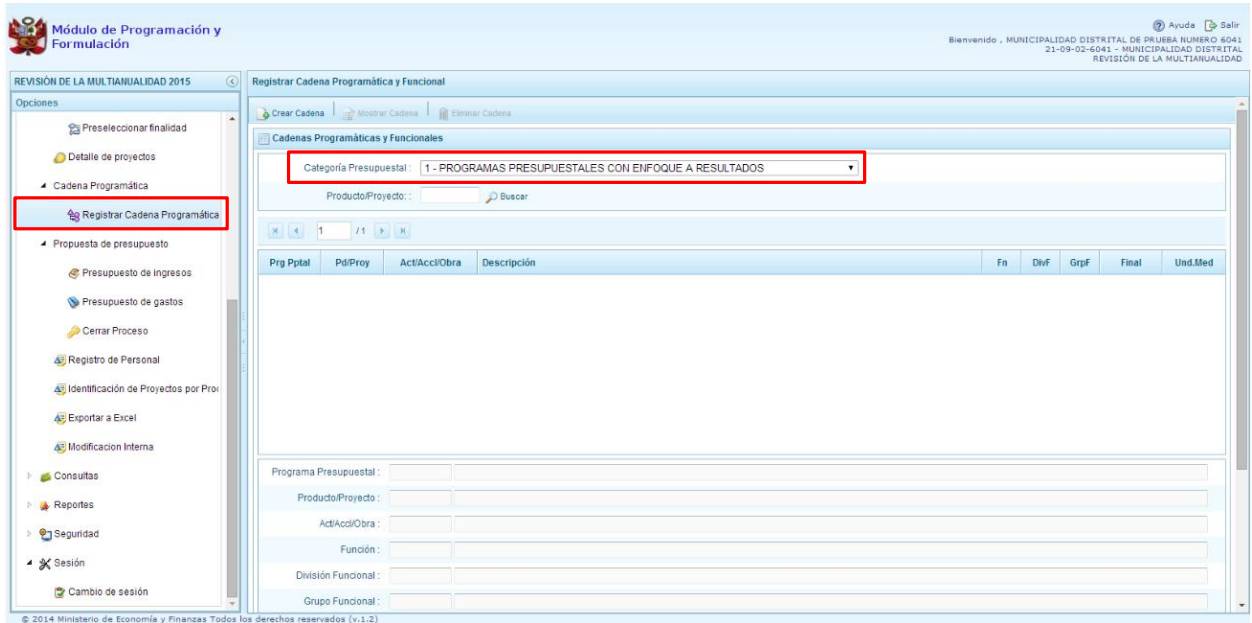 Módulo de Programación y
Formulación
Ayuda Salir
Bienvenido , MUNICIPALIDAD DISTRITAL DE PRUEBA NUMERO 6041
21-09-02-6041 - MUNICIPALIDAD DISTRITAL
REVISIÓN DE LA MULTIANUALIDAD
REVISIÓN DE LA MULTIANUALIDAD 2015
Opciones
Preseleccionar finalidad
Detalle de proyectos
Cadena Programática
Registrar Cadena Programática
Propuesta de presupuesto
Presupuesto de ingresos
Presupuesto de gastos
Cerrar Proceso
Registro de Personal
Identificación de Proyectos por Pro
Exportar a Excel
Modificacion Interna
Consultas
Reportes
Seguridad
Sesión
Cambio de sesión
Registrar Cadena Programática y Funcional
Crear Cadena Mostrar Cadena Eliminar Cadena
Cadenas Programáticas y Funcionales
Categoría Presupuestal : 1 - PROGRAMAS PRESUPUESTALES CON ENFOQUE A RESULTADOS
Producto/Proyecto: : Buscar
1 / 1
Prg Pptal Pd/Proy Act/AccI/Obra Descripción Fn DivF GrpF Final Und.Med
Programa Presupuestal :
Producto/Proyecto :
Act/AccI/Obra :
Función :
División Funcional :
Grupo Funcional :
© 2014 Ministerio de Economía y Finanzas Todos los derechos reservados (v.1.2)